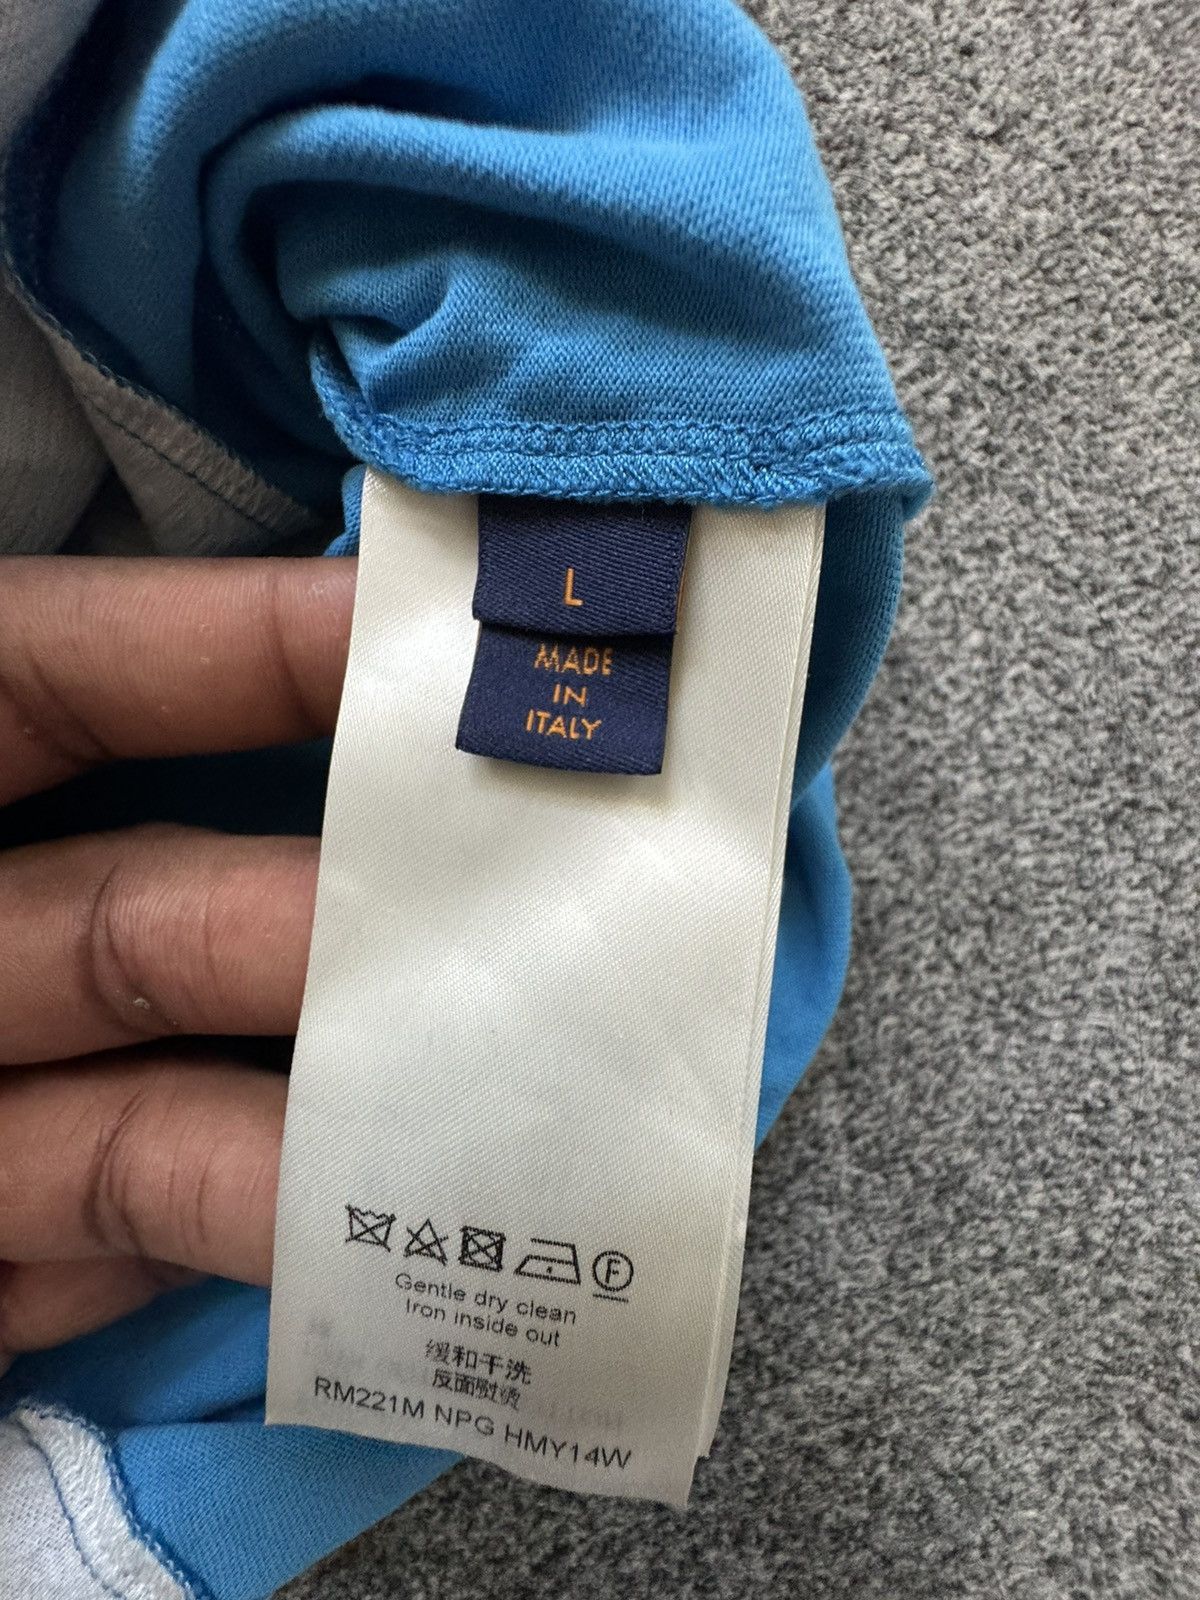 L
MADE
IN
ITALY
F
Gentle dry clean
Iron inside out
缓和干洗
反面熨烫
RM221M NPG HMY14W